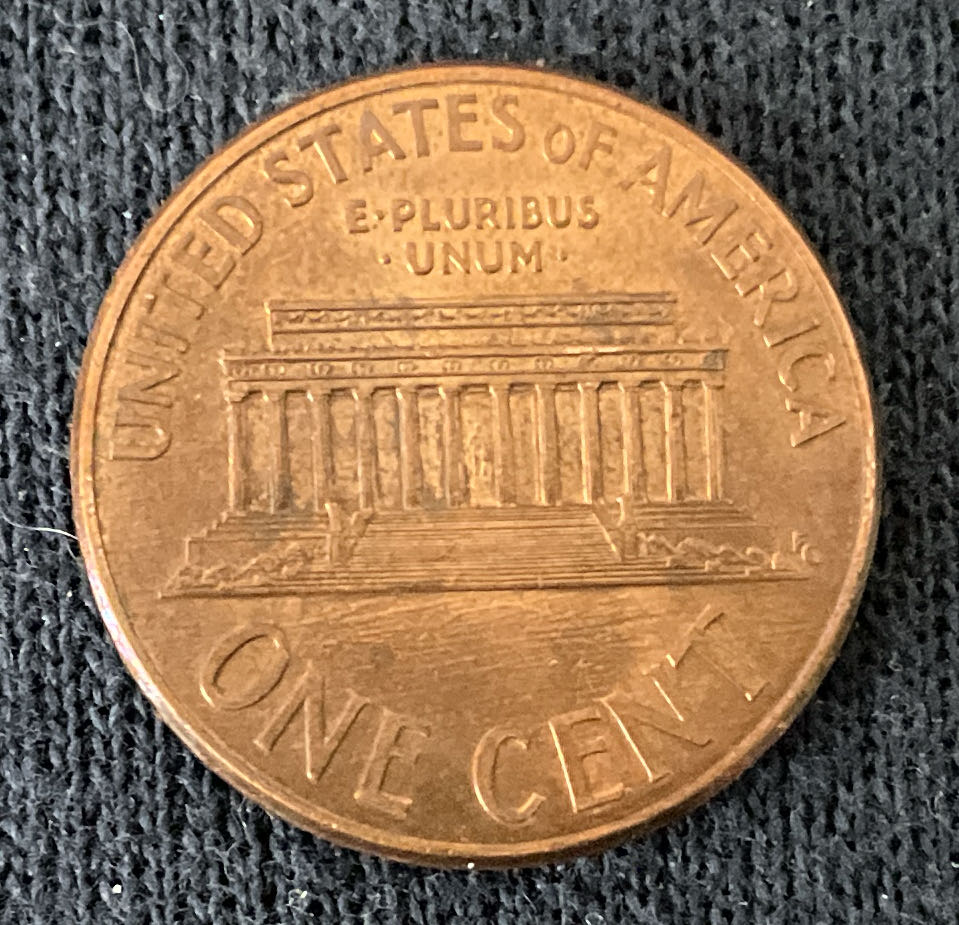 UNITED STATES OF AMERICA
E·PLURIBUS
·UNUM·
ONE CENT